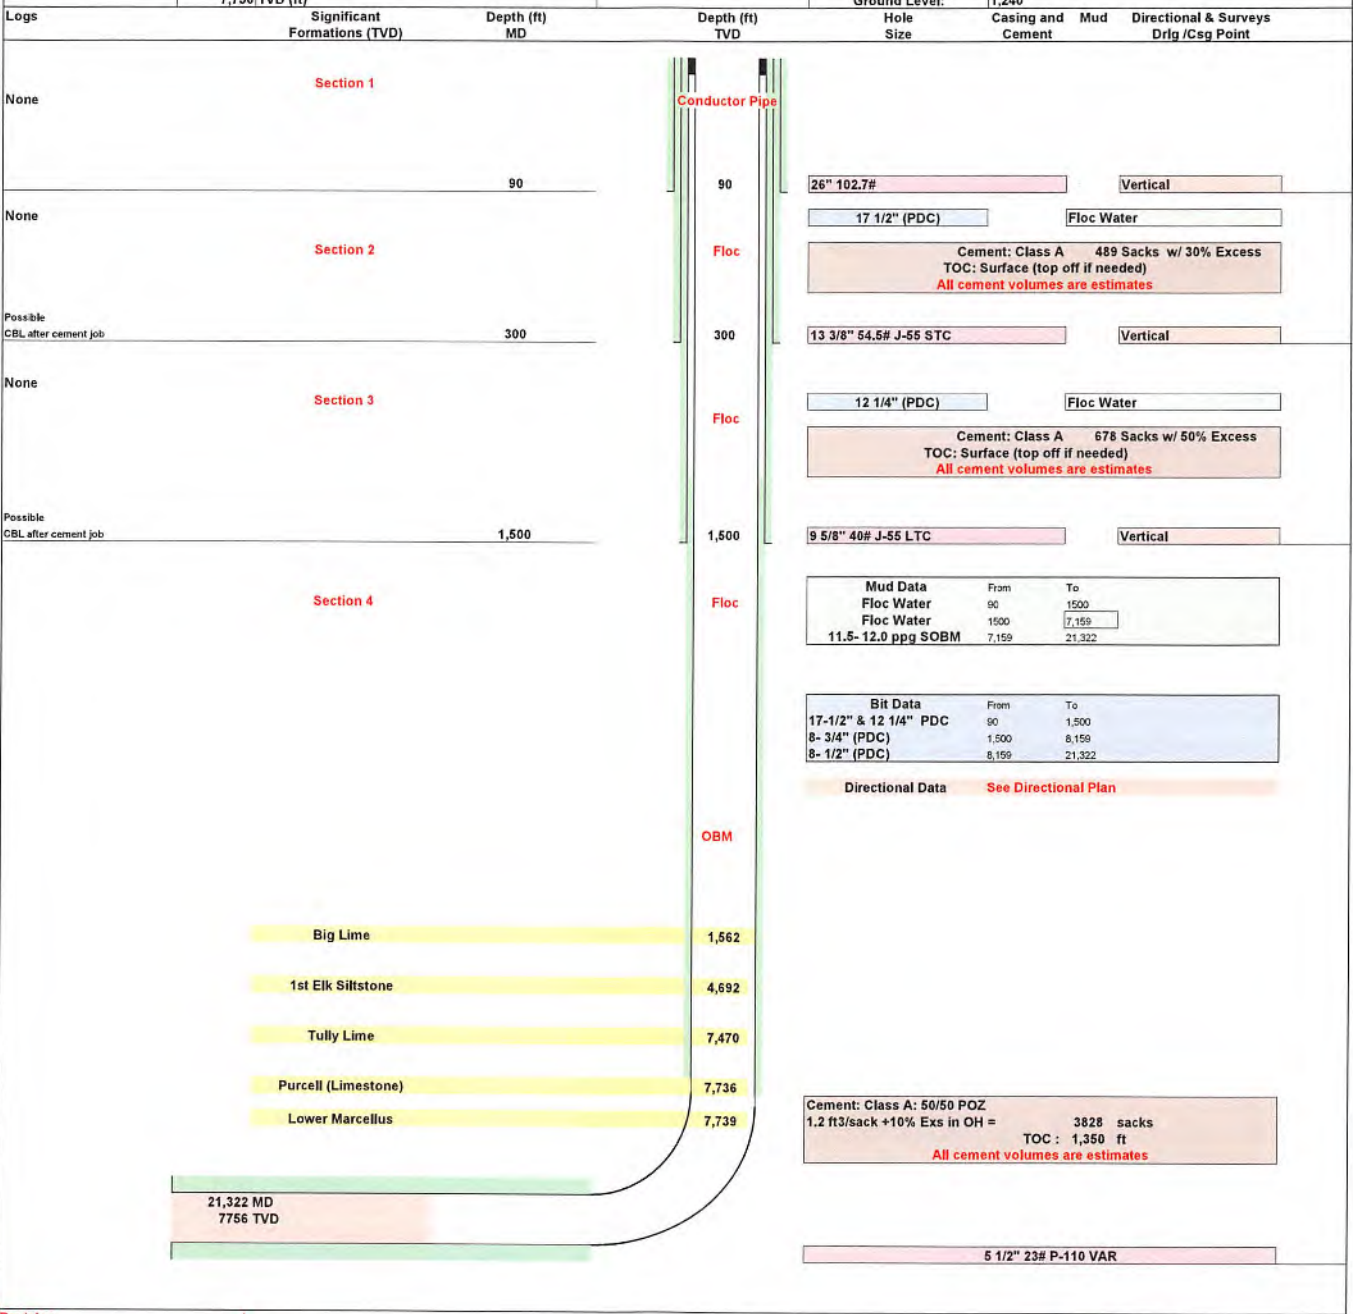 7,756 TVD (ft) Ground Level: 1,240
Logs Significant Depth (ft) Depth (ft) Hole Casing and Mud Directional & Surveys
Formations (TVD) MD TVD Size Cement Drlg /Csg Point
Section 1
None Conductor Pipe
90 90 26" 102.7# Vertical
None 17 1/2" (PDC) Floc Water
Section 2 Floc Cement: Class A 489 Sacks w/ 30% Excess
TOC: Surface (top off if needed)
All cement volumes are estimates
Possible
CBL after cement job 300 300 13 3/8" 54.5# J-55 STC Vertical
None
Section 3 12 1/4" (PDC) Floc Water
Floc
Cement: Class A 678 Sacks w/ 50% Excess
TOC: Surface (top off if needed)
All cement volumes are estimates
Possible
CBL after cement job 1,500 1,500 9 5/8" 40# J-55 LTC Vertical
Mud Data From To
Section 4 Floc Floc Water 90 1500
Floc Water 1500 7,159
11.5- 12.0 ppg SOBM 7,159 21,322
Bit Data From To
17-1/2" & 12 1/4" PDC 90 1,500
8- 3/4" (PDC) 1,500 8,159
8- 1/2" (PDC) 8,159 21,322
Directional Data See Directional Plan
OBM
Big Lime 1,562
1st Elk Siltstone 4,692
Tully Lime 7,470
Purcell (Limestone) 7,736
Cement: Class A: 50/50 POZ
Lower Marcellus 7,739 1.2 ft3/sack +10% Exs in OH = 3828 sacks
TOC : 1,350 ft
All cement volumes are estimates
21,322 MD
7756 TVD
5 1/2" 23# P-110 VAR